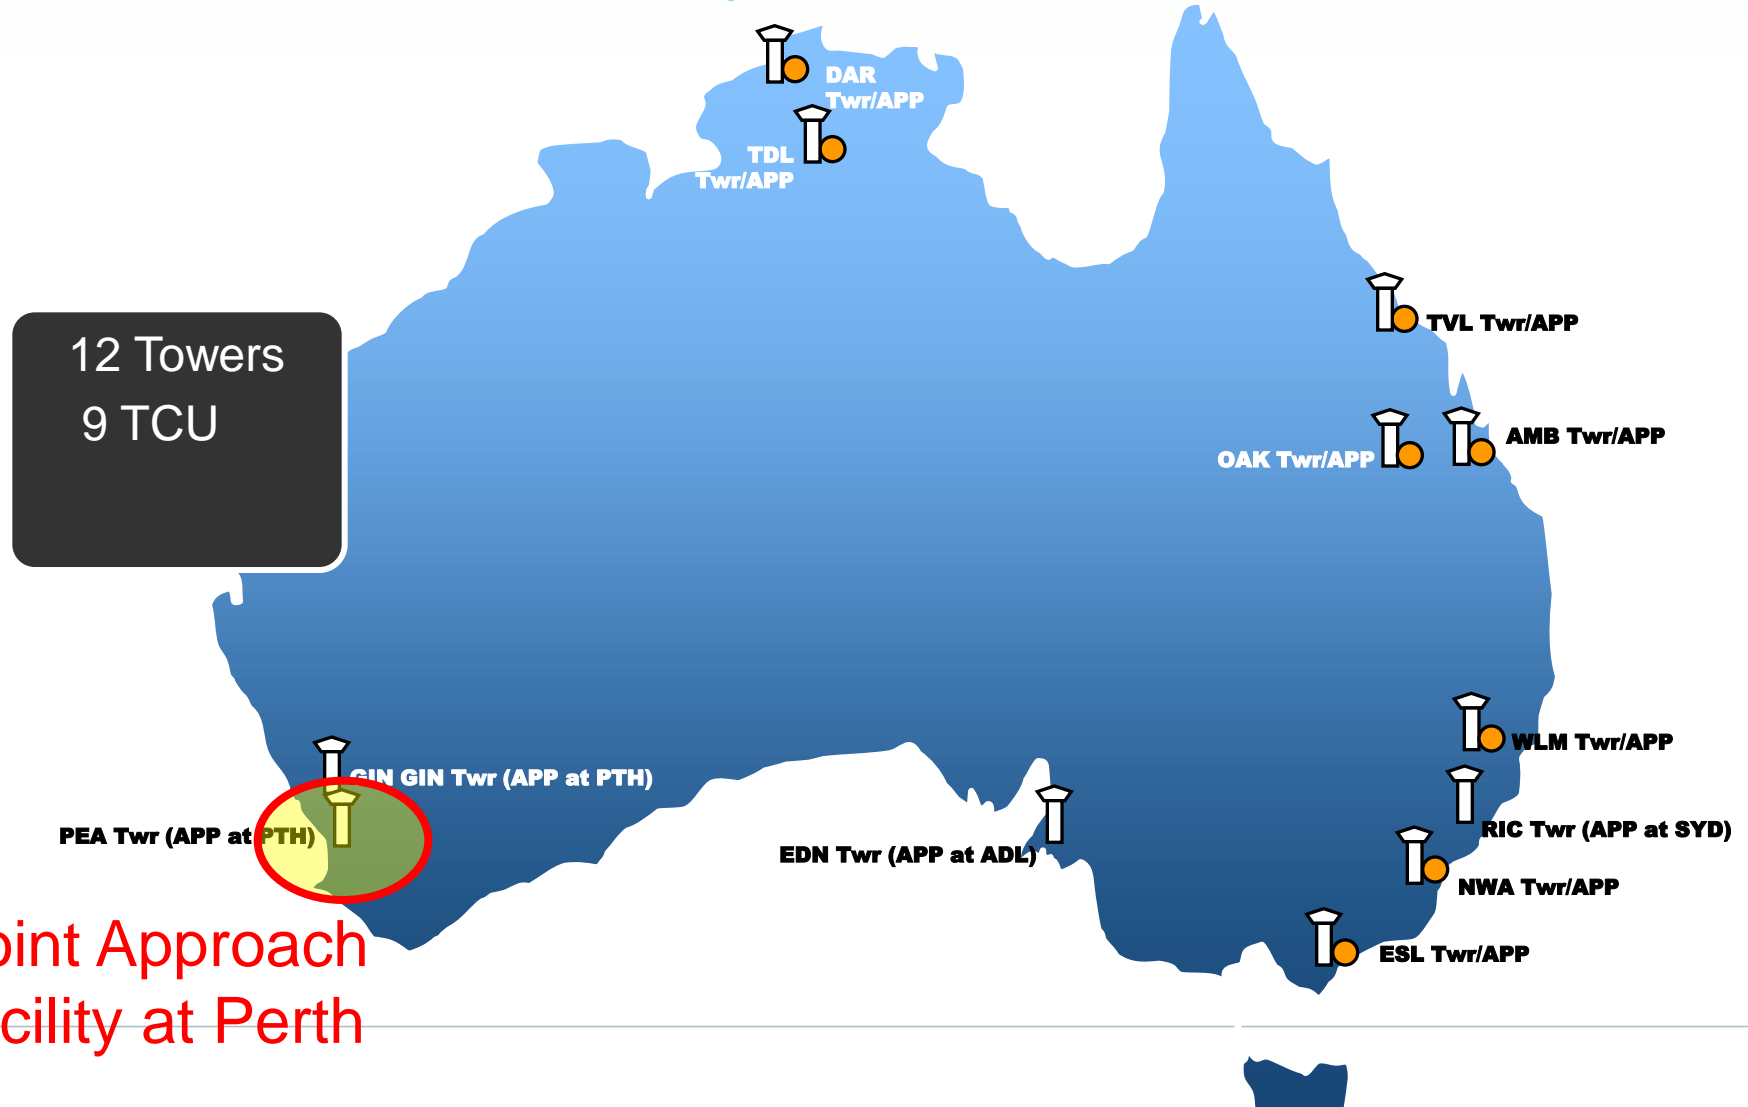 DAR
Twr/APP
TDL
Twr/APP
12 Towers
9 TCU
TVL Twr/APP
AMB Twr/APP
OAK Twr/APP
WLM Twr/APP
GIN GIN Twr (APP at PTH)
PEA Twr (APP at PTH)
RIC Twr (APP at SYD)
EDN Twr (APP at ADL)
NWA Twr/APP
ESL Twr/APP
oint Approach
cility at Perth